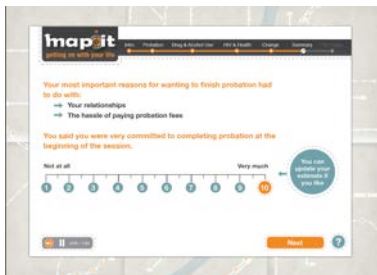 mapit
getting on with your life
Intro Probation Drug & Alcohol Use HIV & Health Change Summary
Your most important reasons for wanting to finish probation had
to do with:
Your relationships
The hassle of paying probation fees
You said you were very committed to completing probation at the
beginning of the session.
Not at all Very much
1 2 3 4 5 6 7 8 9 10
You can
update your
estimate if
you like
Next ?